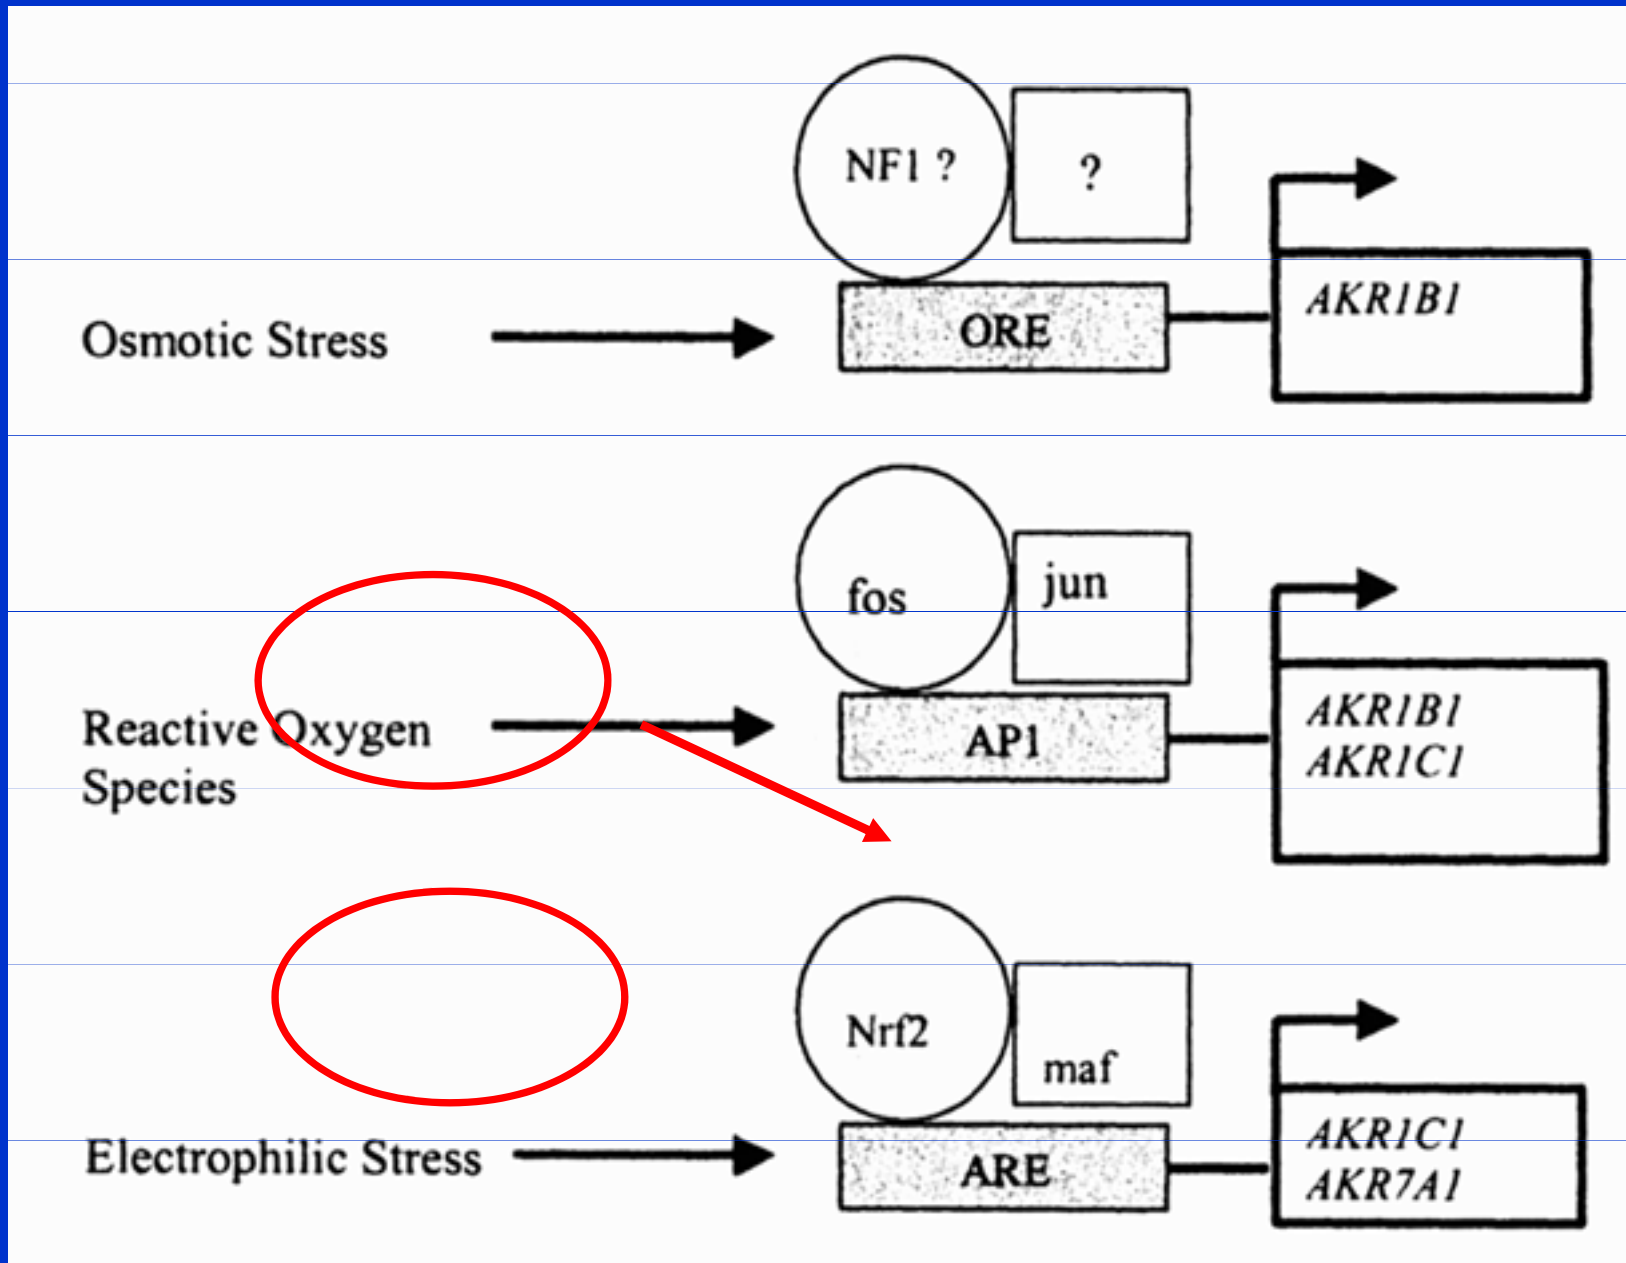 NF1 ?
?
AKR1B1
Osmotic Stress
ORE
fos
jun
Reactive Oxygen
Species
AP1
AKR1B1
AKR1C1
Nrf2
maf
Electrophilic Stress
ARE
AKR1C1
AKR7A1